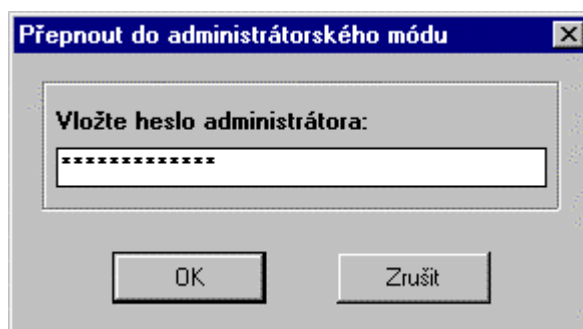 Přepnout do administrátorského módu
Vložte heslo administrátora:
*************
OK
Zrušit